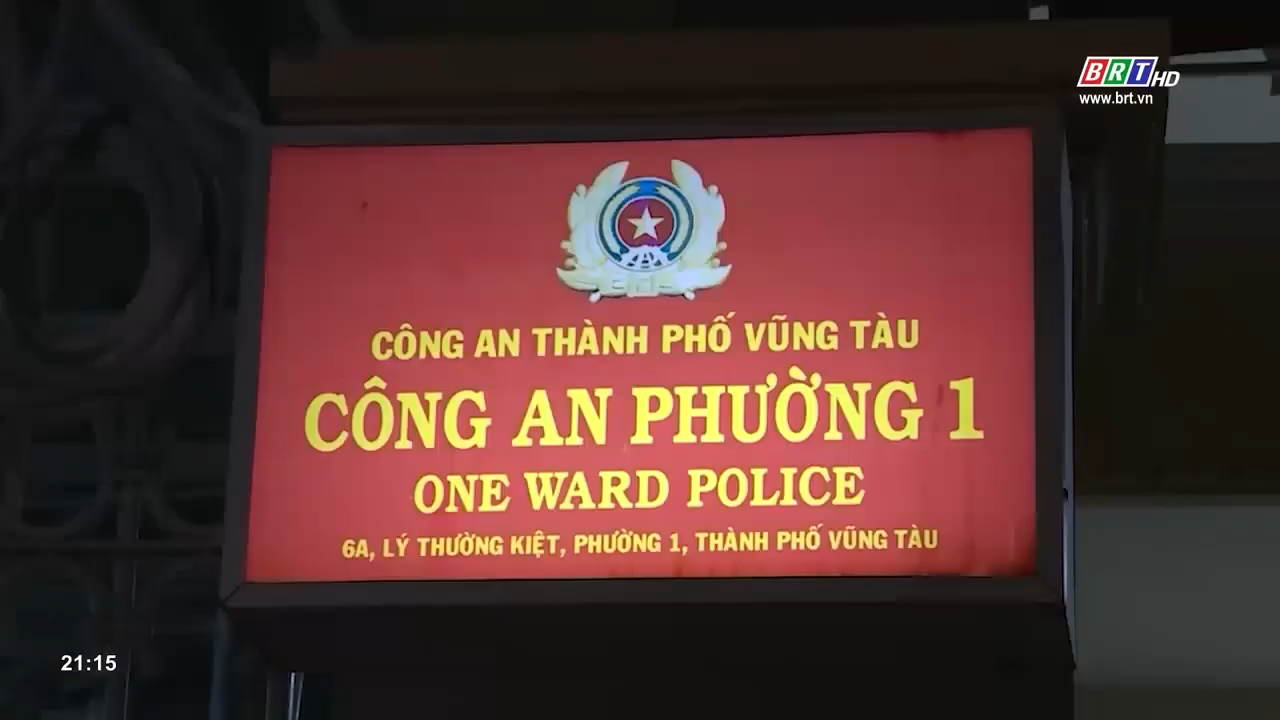 BRT HD
www.brt.vn
CÔNG AN THÀNH PHỐ VŨNG TÀU
CÔNG AN PHƯỜNG 1
ONE WARD POLICE
6A, LÝ THƯỜNG KIỆT, PHƯỜNG 1, THÀNH PHỐ VŨNG TÀU
21:15